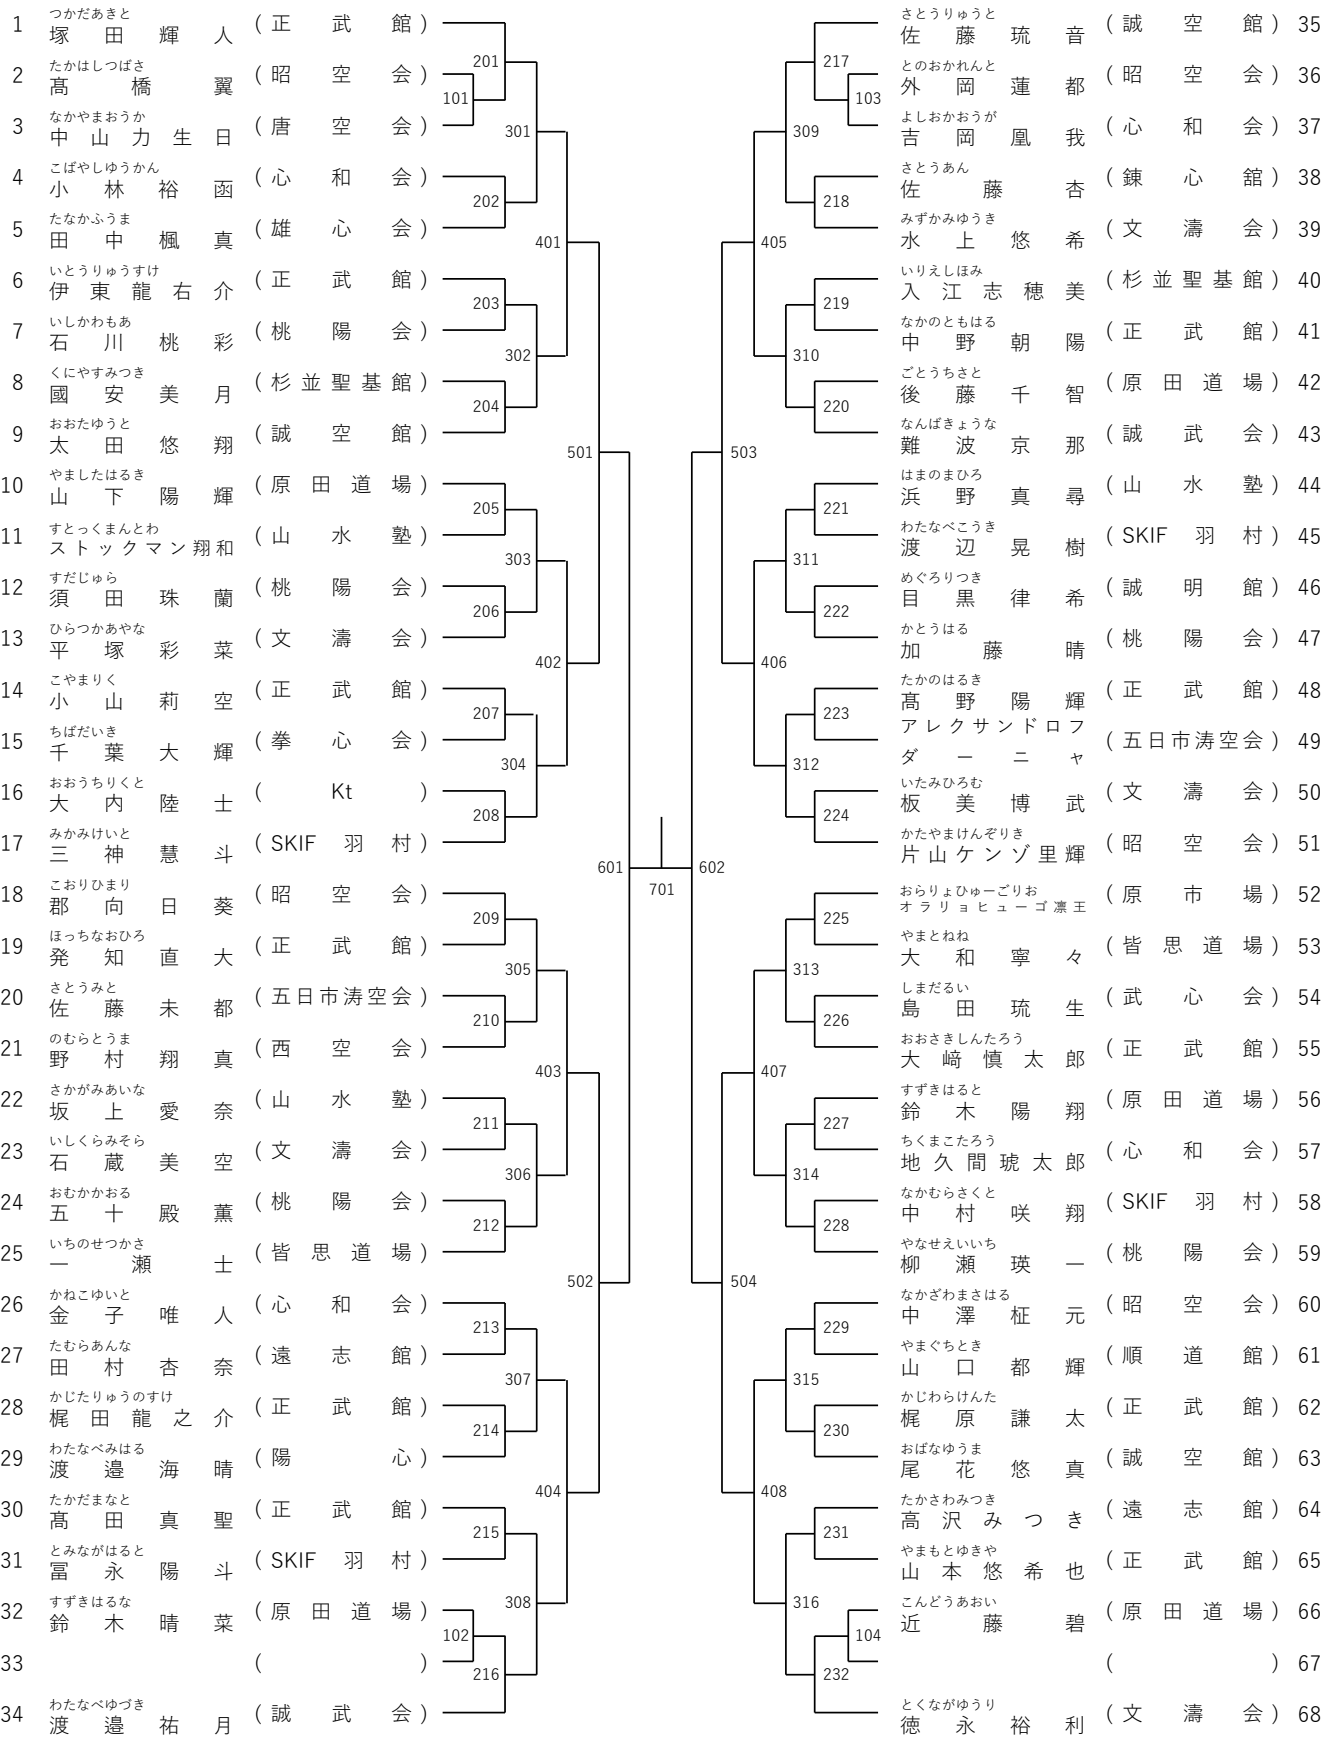 つかだあきと
1 塚田輝人 (正武館)
たかはしつばさ
2 髙橋翼 (昭空会)
なかやまおうか
3 中山力生日 (唐空会)
こばやしゆうかん
4 小林裕函 (心和会)
たなかふうま
5 田中楓真 (雄心会)
いとうりゅうすけ
6 伊東龍右介 (正武館)
いしかわもあ
7 石川桃彩 (桃陽会)
くにやすみつき
8 國安美月 (杉並聖基館)
おおたゆうと
9 太田悠翔 (誠空館)
やましたはるき
10 山下陽輝 (原田道場)
すとっくまんとわ
11 ストックマン翔和 (山水塾)
すだじゅら
12 須田珠蘭 (桃陽会)
ひらつかあやな
13 平塚彩菜 (文濤会)
こやまりく
14 小山莉空 (正武館)
ちばだいき
15 千葉大輝 (拳心会)
おおうちりくと
16 大内陸士 (Kt)
みかみけいと
17 三神慧斗 (SKIF 羽村)
こおりひまり
18 郡向日葵 (昭空会)
ほっちなおひろ
19 発知直大 (正武館)
さとうみと
20 佐藤未都 (五日市涛空会)
のむらとうま
21 野村翔真 (西空会)
さかがみあいな
22 坂上愛奈 (山水塾)
いしくらみそら
23 石蔵美空 (文濤会)
おむかかおる
24 五十殿薫 (桃陽会)
いちのせつかさ
25 一瀬士 (皆思道場)
かねこゆいと
26 金子唯人 (心和会)
たむらあんな
27 田村杏奈 (遠志館)
かじたりゅうのすけ
28 梶田龍之介 (正武館)
わたなべみはる
29 渡邉海晴 (陽心)
たかだまなと
30 髙田真聖 (正武館)
とみながはると
31 冨永陽斗 (SKIF 羽村)
すずきはるな
32 鈴木晴菜 (原田道場)
33 ( )
わたなべゆづき
34 渡邉祐月 (誠武会)
101
102
201
202
203
204
205
206
207
208
209
210
211
212
213
214
215
216
301
302
303
304
305
306
307
308
401
402
403
404
501
502
601
701
602
503
504
405
406
407
408
309
310
311
312
313
314
315
316
217
218
219
220
221
222
223
224
225
226
227
228
229
230
231
232
103
104
さとうりゅうと
佐藤琉音 (誠空館) 35
とのおかれんと
外岡蓮都 (昭空会) 36
よしおかおうが
吉岡凰我 (心和会) 37
さとうあん
佐藤杏 (錬心舘) 38
みずかみゆうき
水上悠希 (文濤会) 39
いりえしほみ
入江志穂美 (杉並聖基館) 40
なかのともはる
中野朝陽 (正武館) 41
ごとうちさと
後藤千智 (原田道場) 42
なんばきょうな
難波京那 (誠武会) 43
はまのまひろ
浜野真尋 (山水塾) 44
わたなべこうき
渡辺晃樹 (SKIF 羽村) 45
めぐろりつき
目黒律希 (誠明館) 46
かとうはる
加藤晴 (桃陽会) 47
たかのはるき
髙野陽輝 (正武館) 48
アレクサンドロフ
ダーニャ (五日市涛空会) 49
いたみひろむ
板美博武 (文濤会) 50
かたやまけんぞりき
片山ケンゾ里輝 (昭空会) 51
おらりょひゅーごりお
オラリョヒューゴ凛王 (原市場) 52
やまとねね
大和寧々 (皆思道場) 53
しまだるい
島田琉生 (武心会) 54
おおさきしんたろう
大﨑慎太郎 (正武館) 55
すずきはると
鈴木陽翔 (原田道場) 56
ちくまこたろう
地久間琥太郎 (心和会) 57
なかむらさくと
中村咲翔 (SKIF 羽村) 58
やなせえいいち
柳瀬瑛一 (桃陽会) 59
なかざわまさはる
中澤柾元 (昭空会) 60
やまぐちとき
山口都輝 (順道館) 61
かじわらけんた
梶原謙太 (正武館) 62
おばなゆうま
尾花悠真 (誠空館) 63
たかさわみつき
高沢みつき (遠志館) 64
やまもとゆきや
山本悠希也 (正武館) 65
こんどうあおい
近藤碧 (原田道場) 66
( ) 67
とくながゆうり
徳永裕利 (文濤会) 68